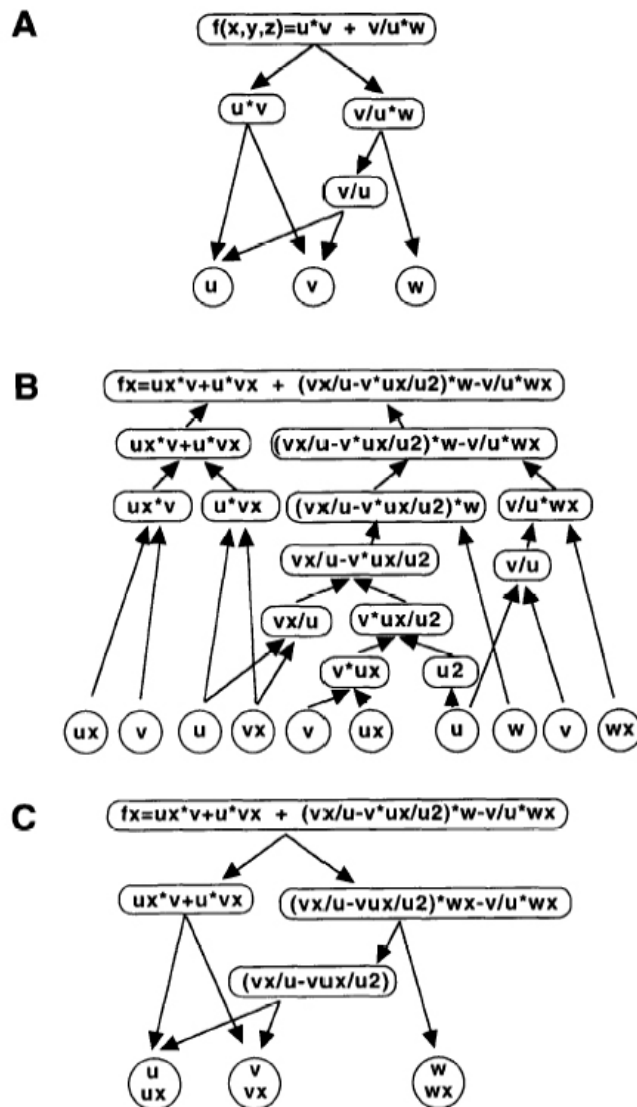 A
f(x,y,z)=u*v + v/u*w
u*v
v/u*w
v/u
u
v
w
B
fx=ux*v+u*vx + (vx/u-v*ux/u2)*w-v/u*wx
ux*v+u*vx
(vx/u-v*ux/u2)*w-v/u*wx
ux*v
u*vx
(vx/u-v*ux/u2)*w
v/u*wx
vx/u-v*ux/u2
v/u
vx/u
v*ux/u2
v*ux
u2
ux
v
u
vx
v
ux
u
w
v
wx
C
fx=ux*v+u*vx + (vx/u-v*ux/u2)*w-v/u*wx
ux*v+u*vx
(vx/u-vux/u2)*wx-v/u*wx
(vx/u-vux/u2)
u
ux
v
vx
w
wx